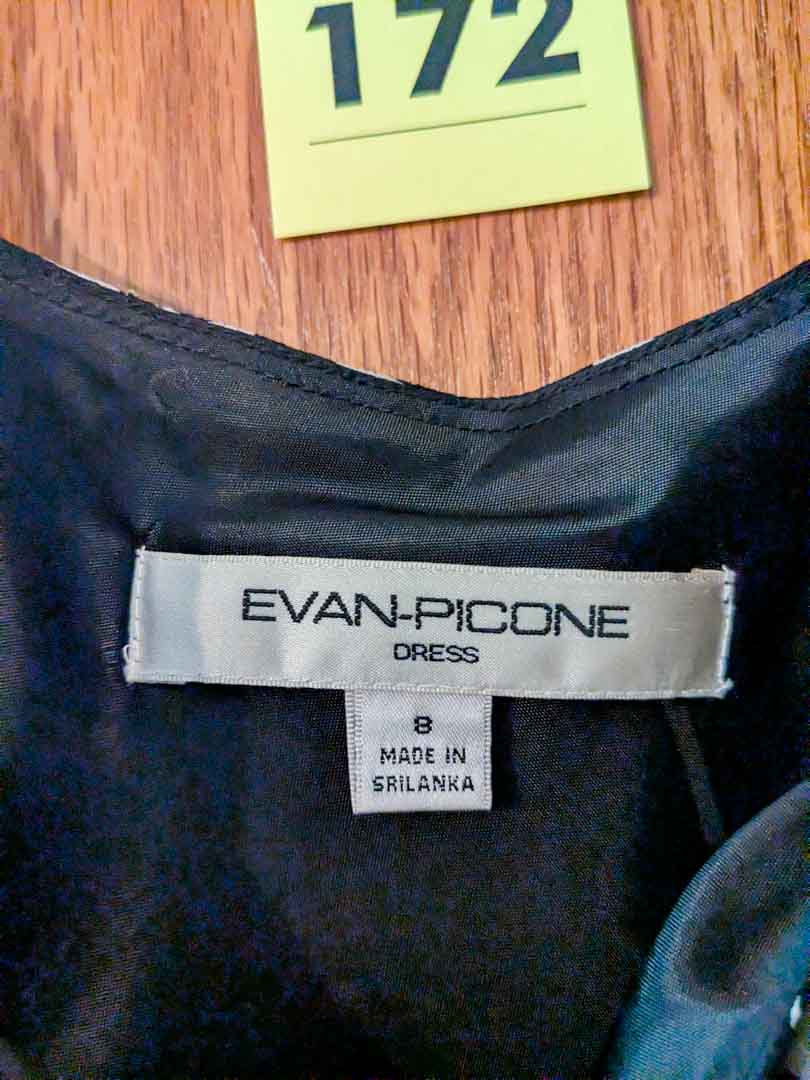 172
EVAN-PICONE
DRESS
8
MADE IN
SRILANKA